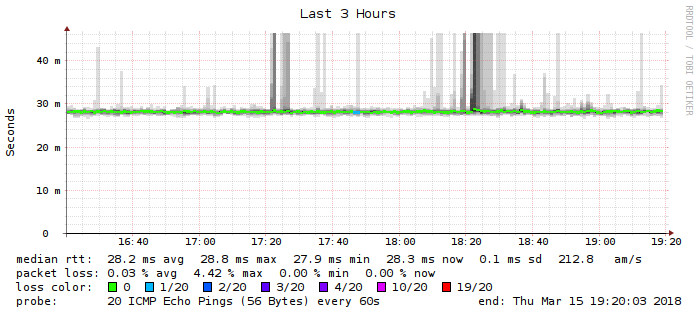 Last 3 Hours
RRDTOOL / TOBI OETIKER
Seconds
40 m
30 m
20 m
10 m
0
16:40 17:00 17:20 17:40 18:00 18:20 18:40 19:00 19:20
median rtt: 28.2 ms avg 28.8 ms max 27.9 ms min 28.3 ms now 0.1 ms sd 212.8 am/s
packet loss: 0.03 % avg 4.42 % max 0.00 % min 0.00 % now
loss color: 0 1/20 2/20 3/20 4/20 10/20 19/20
probe: 20 ICMP Echo Pings (56 Bytes) every 60s end: Thu Mar 15 19:20:03 2018